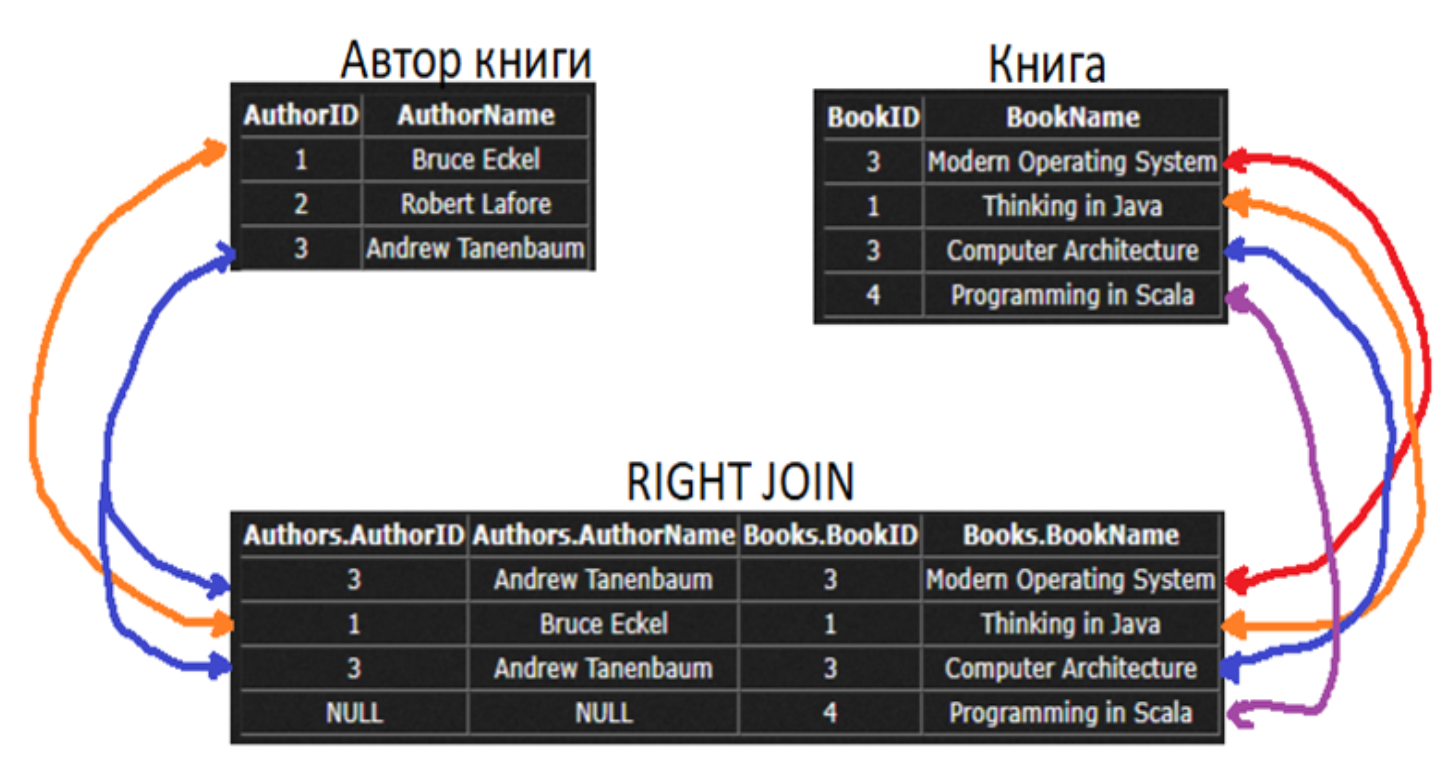 Автор книги
AuthorID AuthorName
1 Bruce Eckel
2 Robert Lafore
3 Andrew Tanenbaum
Книга
BookID BookName
3 Modern Operating System
1 Thinking in Java
3 Computer Architecture
4 Programming in Scala
RIGHT JOIN
Authors.AuthorID Authors.AuthorName Books.BookID Books.BookName
3 Andrew Tanenbaum 3 Modern Operating System
1 Bruce Eckel 1 Thinking in Java
3 Andrew Tanenbaum 3 Computer Architecture
NULL NULL 4 Programming in Scala